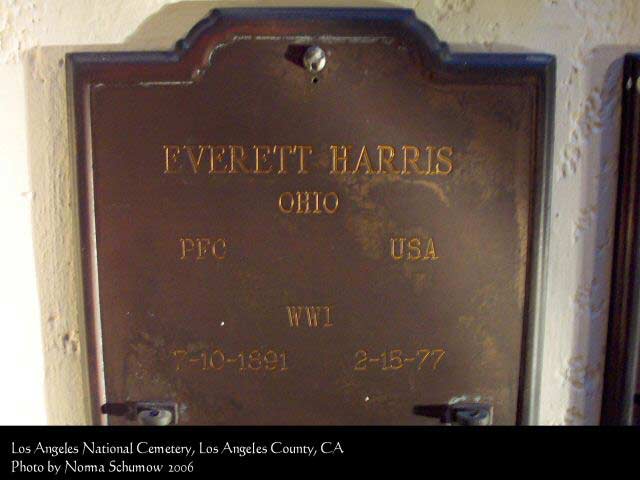 EVERETT HARRIS
OHIO
PFC USA
WWI
7-10-1891 2-15-77
Los Angeles National Cemetery, Los Angeles County, CA
Photo by Norma Schumow 2006